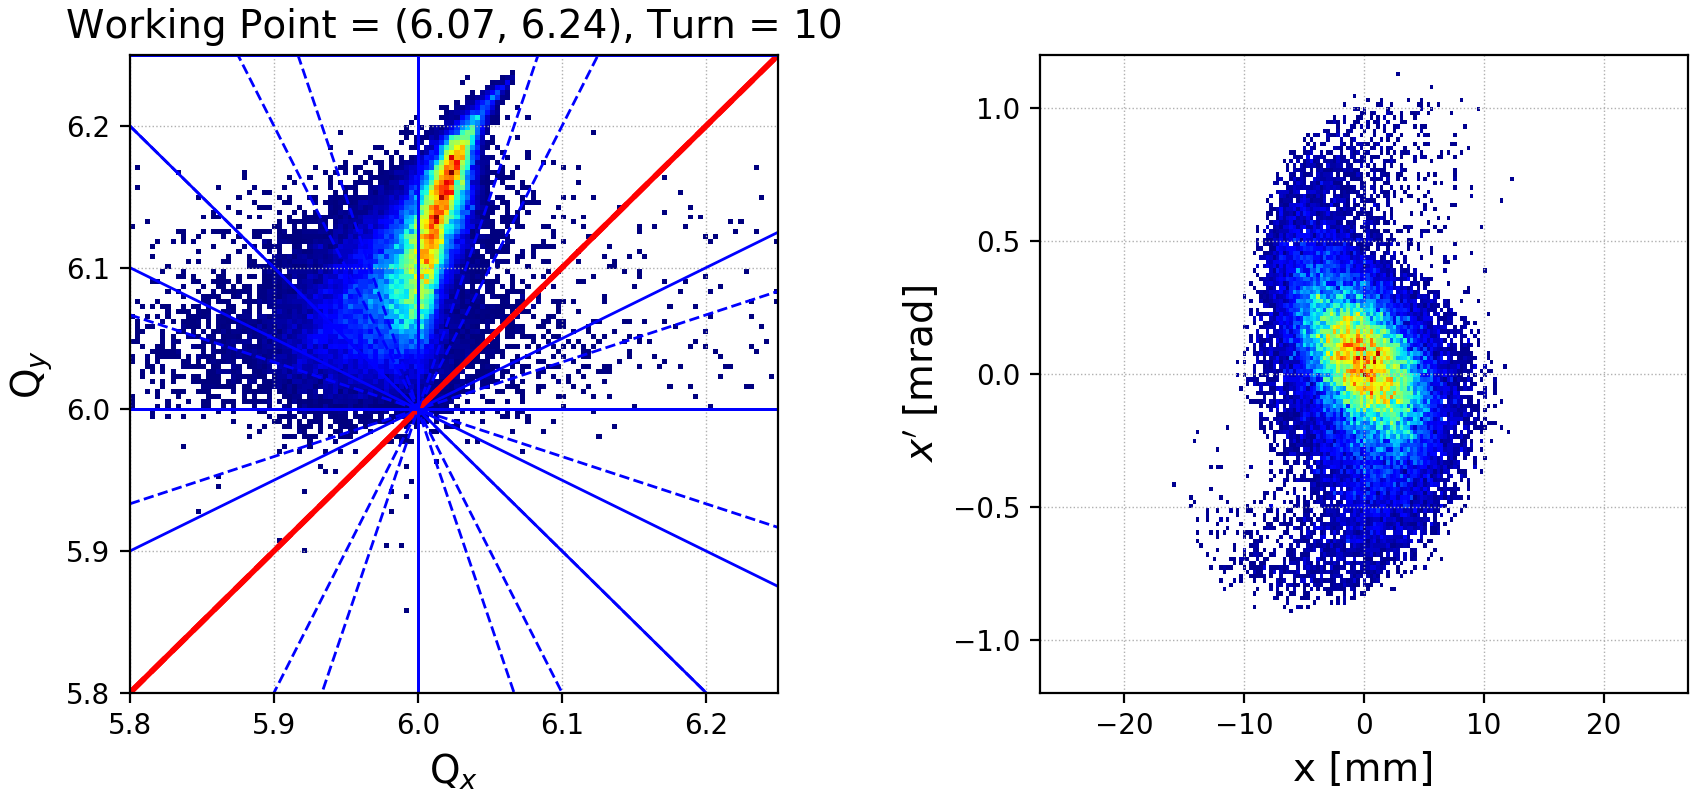 Working Point = (6.07, 6.24), Turn = 10
6.2
6.1
6.0
5.9
5.8
5.8 5.9 6.0 6.1 6.2
Qy
Qx
1.0
0.5
0.0
−0.5
−1.0
−20 −10 0 10 20
x′ [mrad]
x [mm]